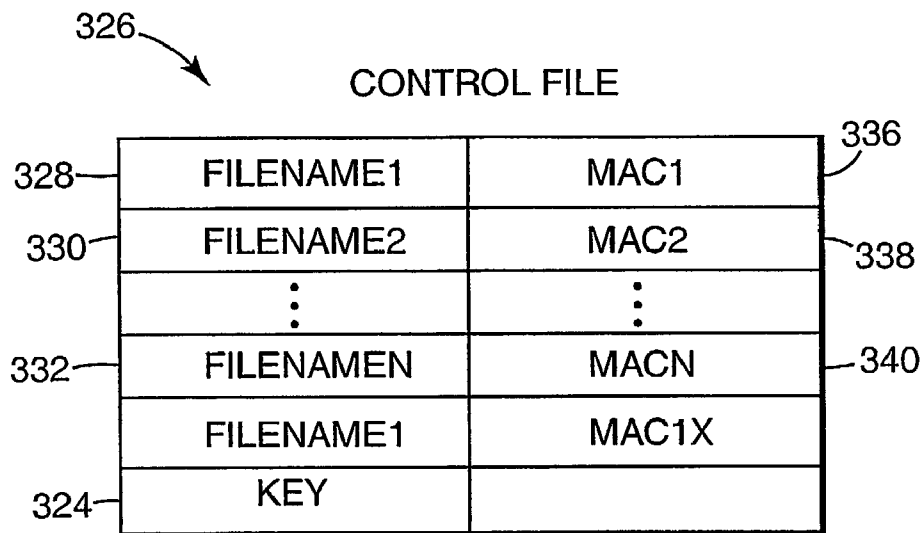 326
CONTROL FILE
328 FILENAME1 MAC1 336
330 FILENAME2 MAC2 338
332 FILENAMEN MACN 340
FILENAME1 MAC1X
324 KEY